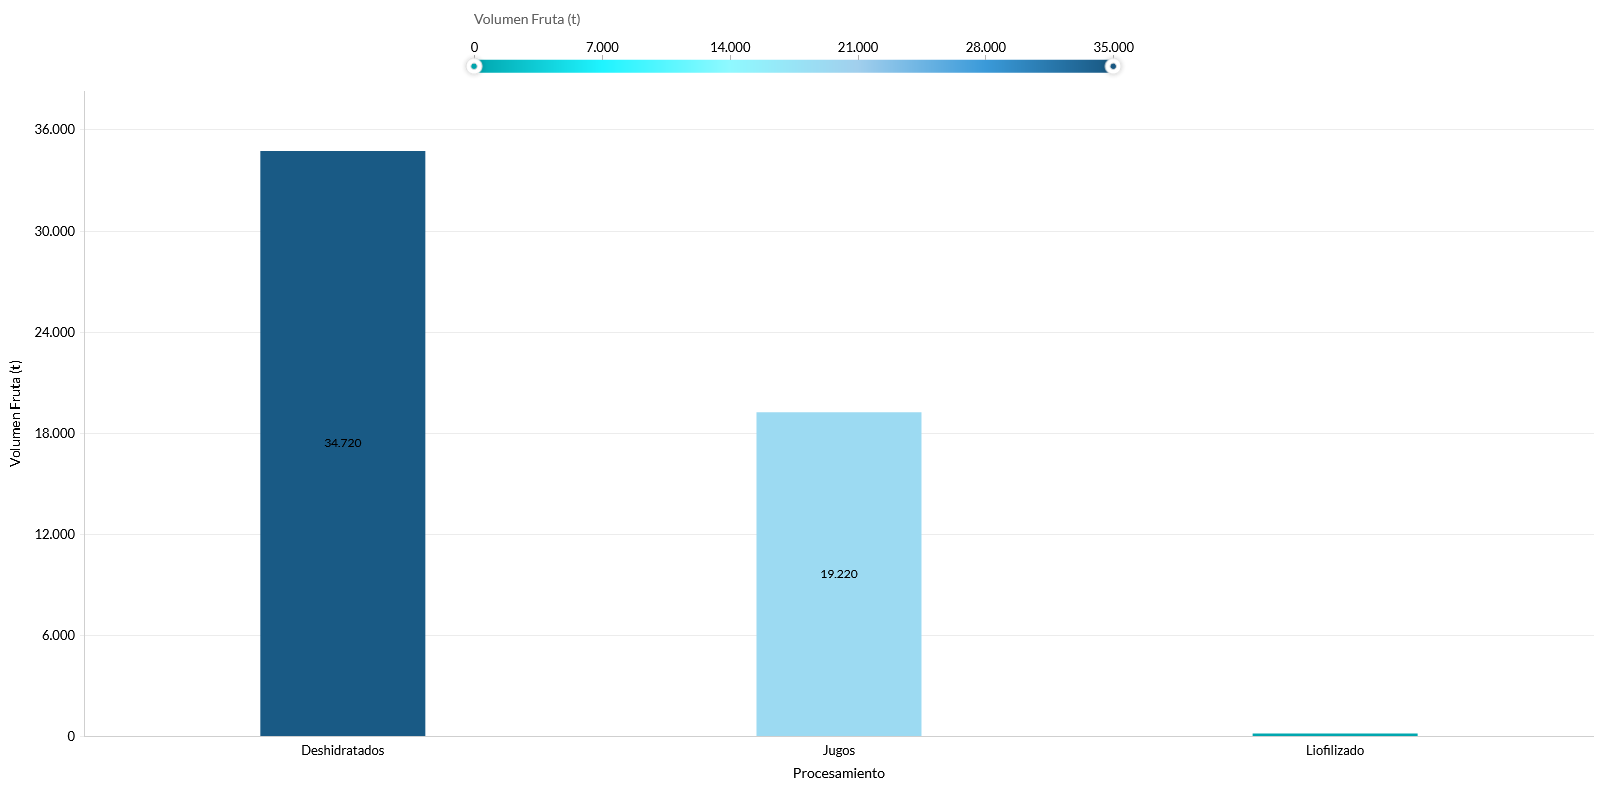 Volumen Fruta (t)
0 7.000 14.000 21.000 28.000 35.000
Volumen Fruta (t)
36.000
30.000
24.000
18.000
12.000
6.000
0
34.720
19.220
Deshidratados Jugos Liofilizado
Procesamiento